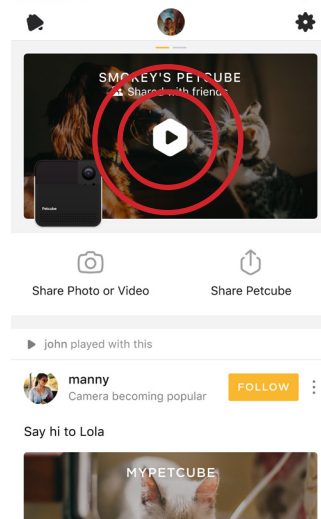 SMOKEY'S PETCUBE
Shared with friends
Petcube
Share Photo or Video
Share Petcube
john played with this
manny
Camera becoming popular
FOLLOW
Say hi to Lola
MYPETCUBE